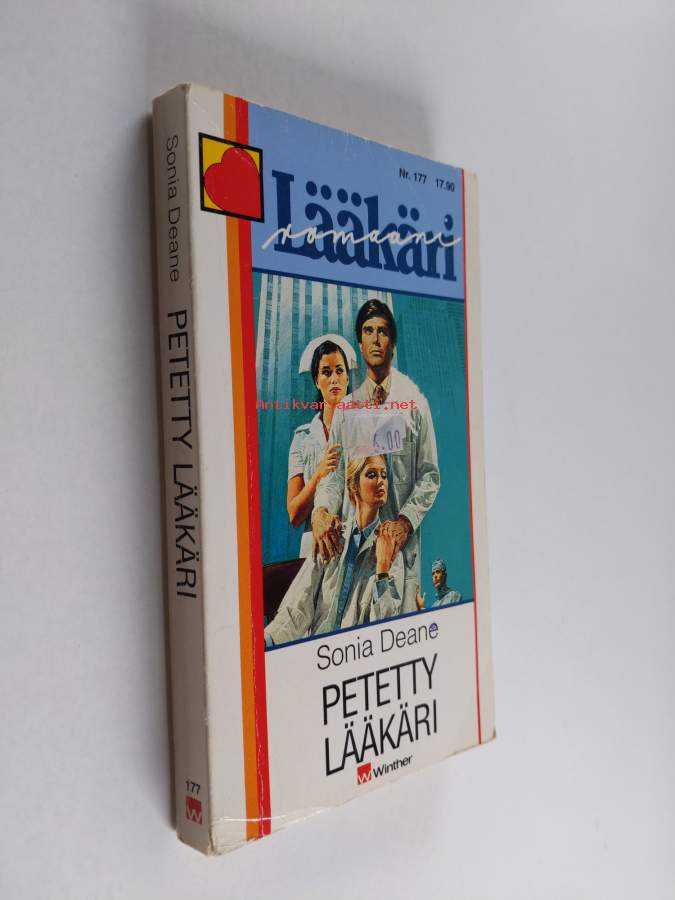 Sonia Deane
PETETTY LÄÄKÄRI
177
W
Nr. 177 17.90
Lääkäri
romaani
Antikvariaatti.net
6.00
Sonia Deane
PETETTY
LÄÄKÄRI
W Winther